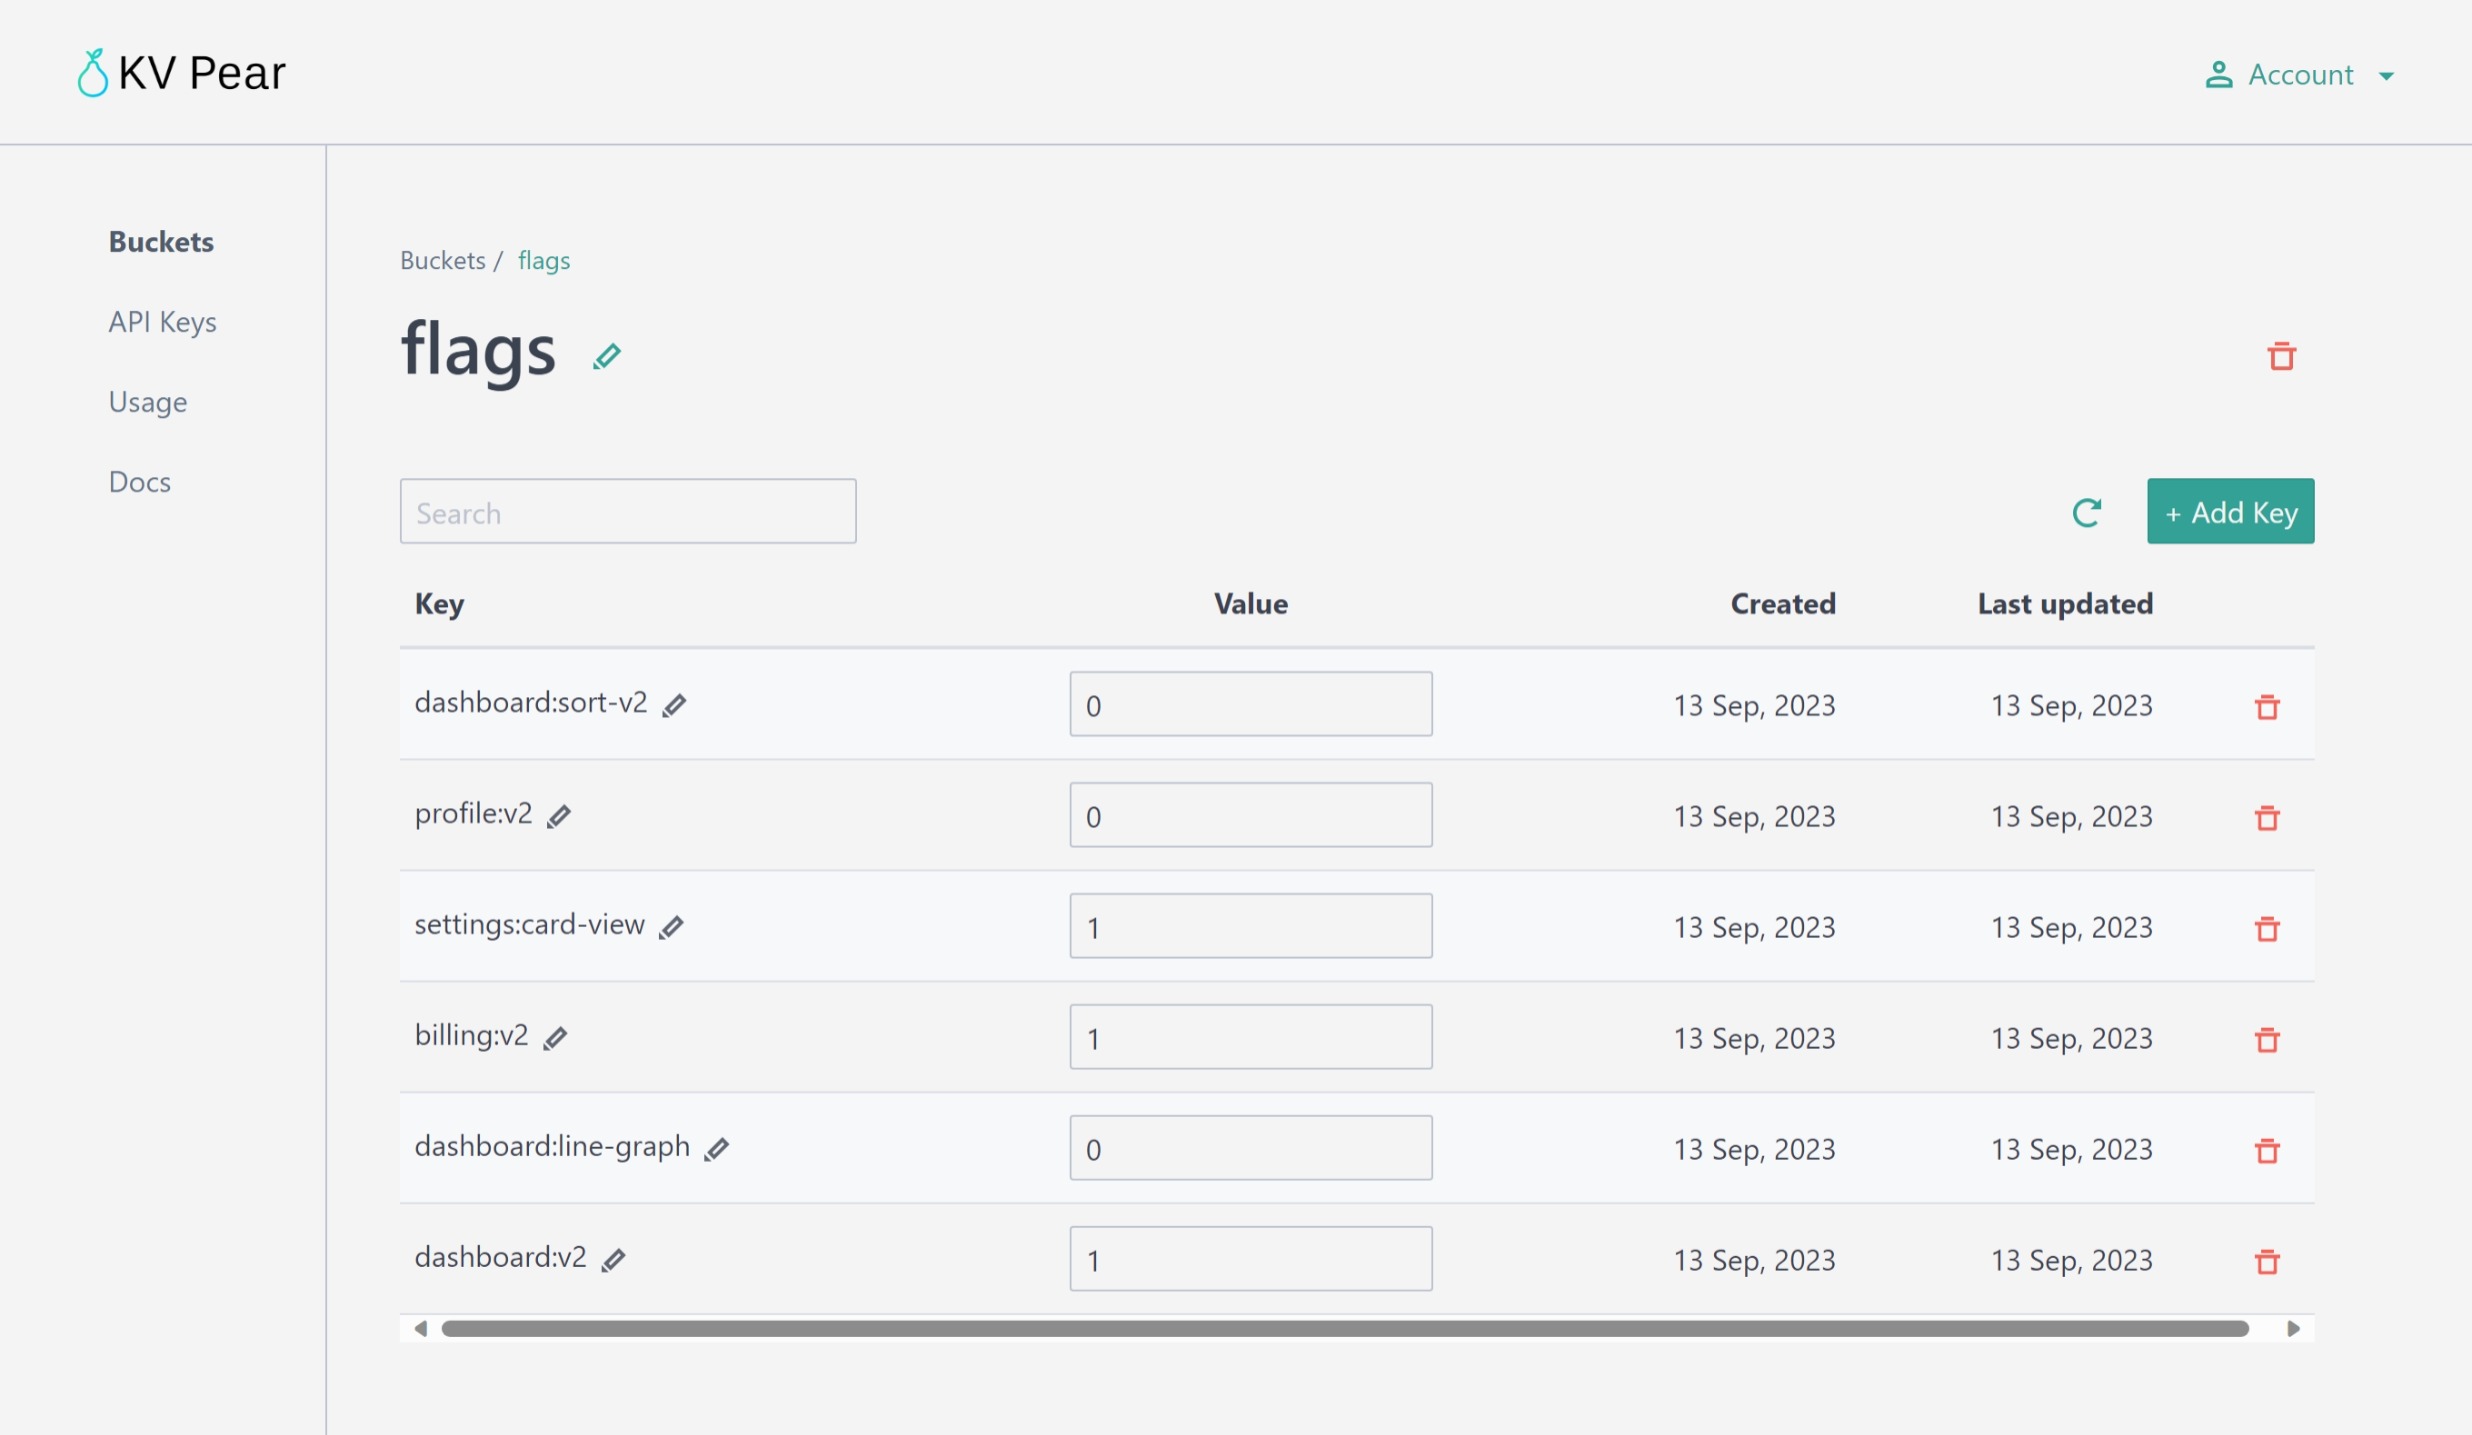 KV Pear
Account
Buckets
API Keys
Usage
Docs
Buckets / flags
flags
Search
+ Add Key
Key Value Created Last updated
dashboard:sort-v2 0 13 Sep, 2023 13 Sep, 2023
profile:v2 0 13 Sep, 2023 13 Sep, 2023
settings:card-view 1 13 Sep, 2023 13 Sep, 2023
billing:v2 1 13 Sep, 2023 13 Sep, 2023
dashboard:line-graph 0 13 Sep, 2023 13 Sep, 2023
dashboard:v2 1 13 Sep, 2023 13 Sep, 2023